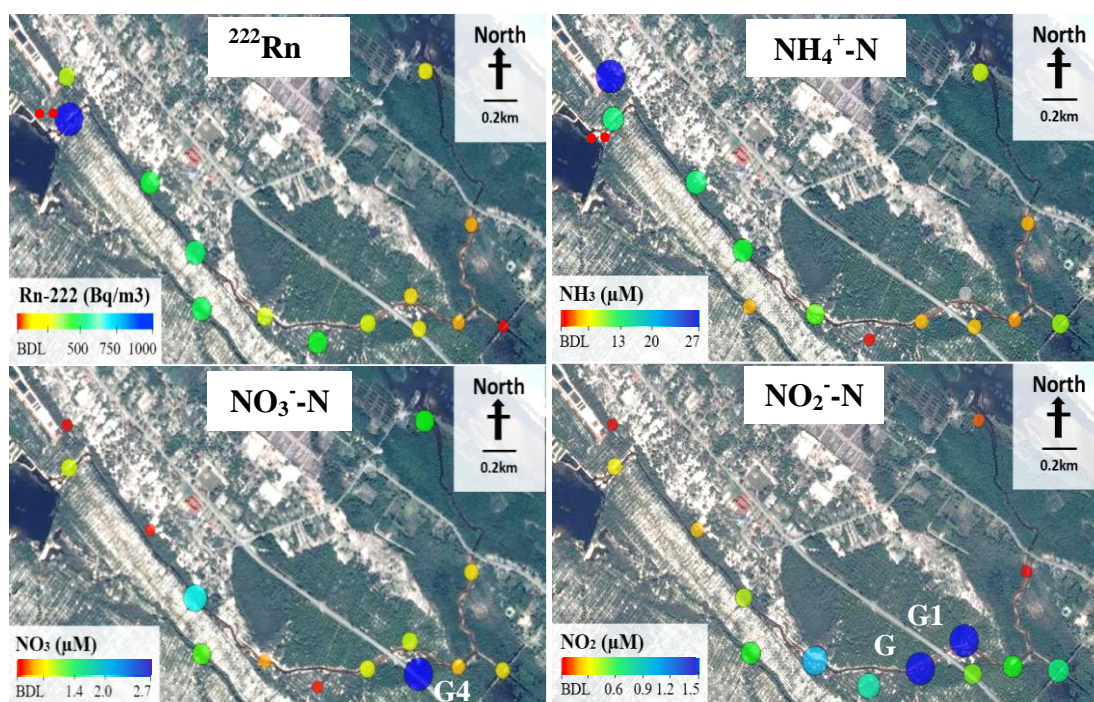 ²²²Rn
North
0.2km
Rn-222 (Bq/m3)
BDL 500 750 1000
NH₄⁺-N
North
0.2km
NH₃ (µM)
BDL 13 20 27
NO₃⁻-N
North
0.2km
NO₃ (µM)
BDL 1.4 2.0 2.7
G4
NO₂⁻-N
North
0.2km
G1
G
NO₂ (µM)
BDL 0.6 0.9 1.2 1.5